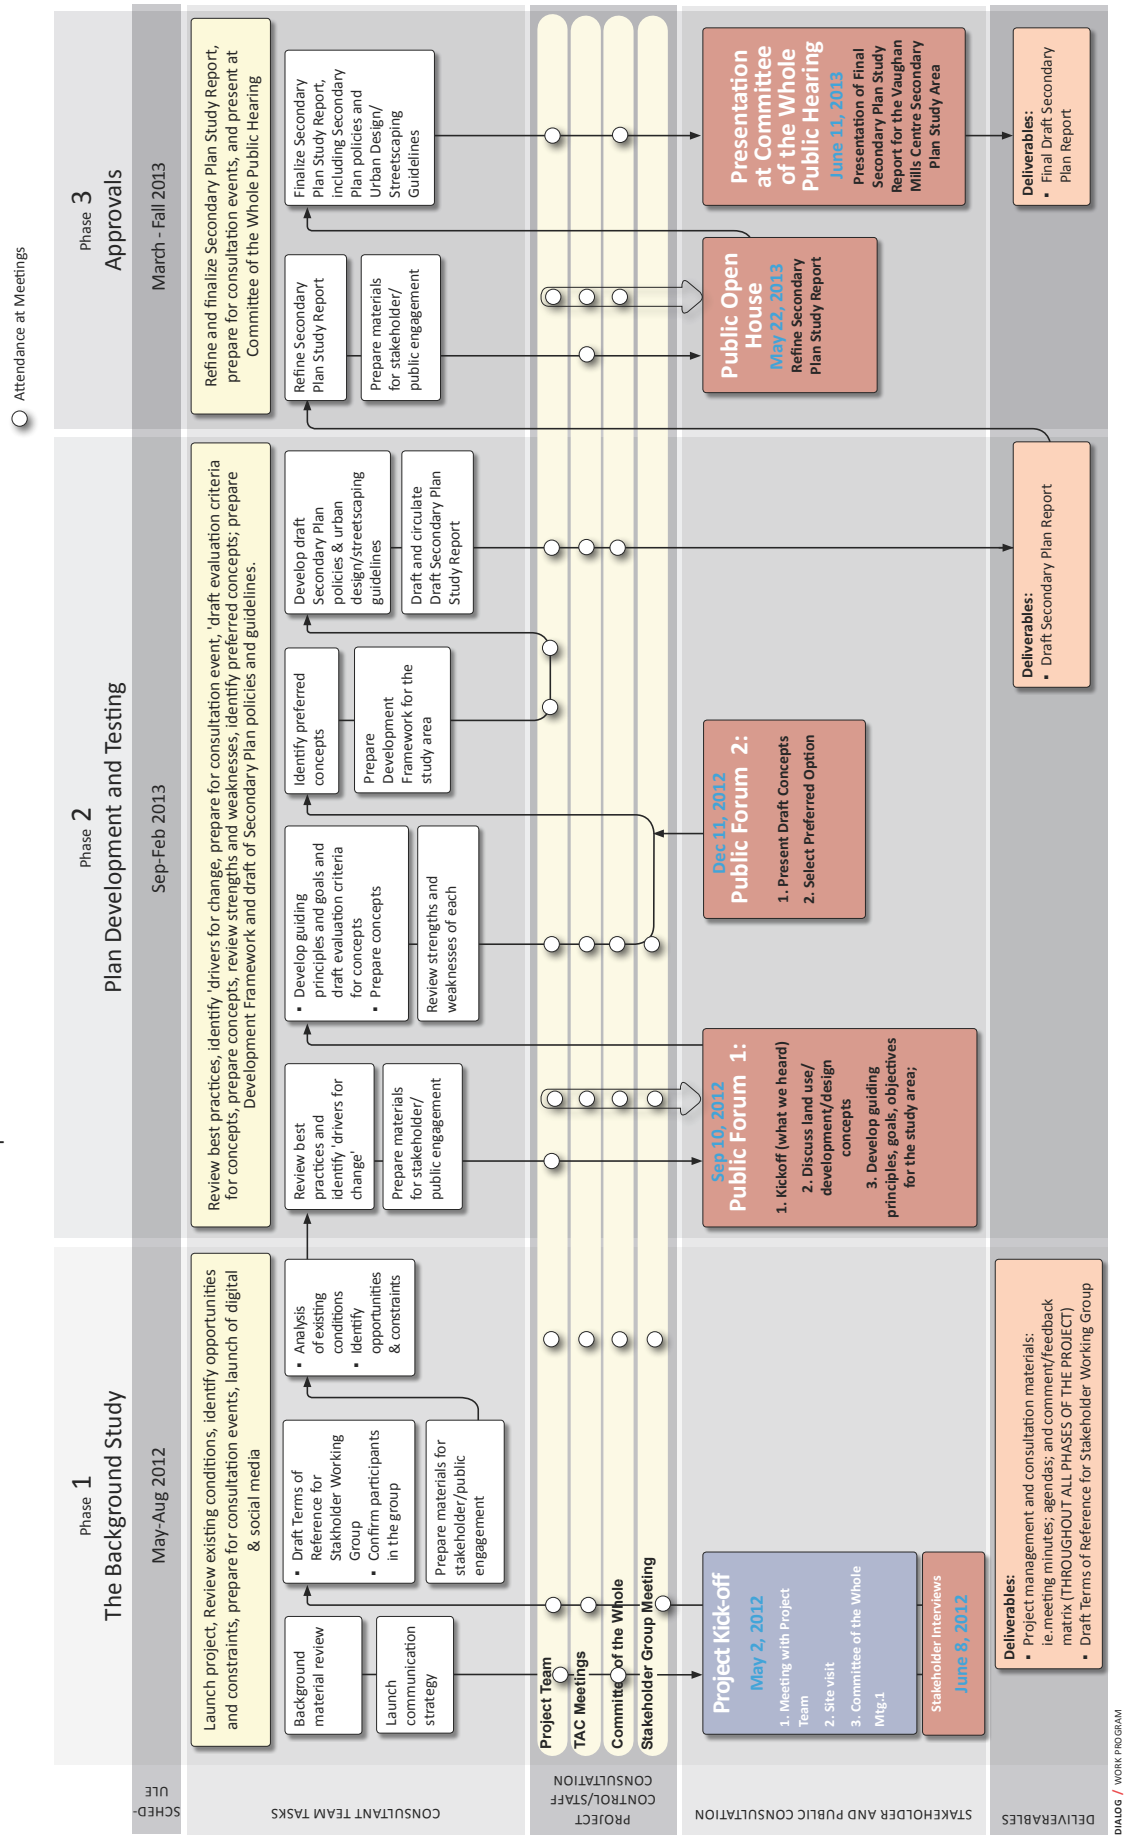 Attendance at Meetings
Phase 1
The Background Study
Phase 2
Plan Development and Testing
Phase 3
Approvals
SCHED-
ULE
May-Aug 2012
Sep-Feb 2013
March - Fall 2013
CONSULTANT TEAM TASKS
Launch project, Review existing conditions, identify opportunities
and constraints, prepare for consultation events, launch of digital
& social media
Review best practices, identify 'drivers for change, prepare for consultation event, 'draft evaluation criteria
for concepts, prepare concepts, review strengths and weaknesses, identify preferred concepts; prepare
Development Framework and draft of Secondary Plan policies and guidelines.
Refine and finalize Secondary Plan Study Report,
prepare for consultation events, and present at
Committee of the Whole Public Hearing
Background
material review
Launch
communication
strategy
▪ Draft Terms of
Reference for
Stakholder Working
Group
▪ Confirm participants
in the group
Prepare materials for
stakeholder/public
engagement
▪ Analysis
of existing
conditions
▪ Identify
opportunities
& constraints
Review best
practices and
identify 'drivers for
change'
Prepare materials
for stakeholder/
public engagement
▪ Develop guiding
principles and goals and
draft evaluation criteria
for concepts
▪ Prepare concepts
Review strengths and
weaknesses of each
Identify preferred
concepts
Prepare
Development
Framework for the
study area
Develop draft
Secondary Plan
policies & urban
design/streetscaping
guidelines
Draft and circulate
Draft Secondary Plan
Study Report
Refine Secondary
Plan Study Report
Prepare materials
for stakeholder/
public engagement
Finalize Secondary
Plan Study Report,
including Secondary
Plan policies and
Urban Design/
Streetscaping
Guidelines
PROJECT
CONTROL/STAFF
CONSULTATION
Project Team
TAC Meetings
Committee of the Whole
Stakeholder Group Meeting
STAKEHOLDER AND PUBLIC CONSULTATION
Project Kick-off
May 2, 2012
1. Meeting with Project
Team
2. Site visit
3. Committee of the Whole
Mtg.1
Stakeholder Interviews
June 8, 2012
Sep 10, 2012
Public Forum 1:
1. Kickoff (what we heard)
2. Discuss land use/
development/design
concepts
3. Develop guiding
principles, goals, objectives
for the study area;
Dec 11, 2012
Public Forum 2:
1. Present Draft Concepts
2. Select Preferred Option
Public Open
House
May 22, 2013
Refine Secondary
Plan Study Report
Presentation
at Committee
of the Whole
Public Hearing
June 11, 2013
Presentation of Final
Secondary Plan Study
Report for the Vaughan
Mills Centre Secondary
Plan Study Area
DELIVERABLES
Deliverables:
▪ Project management and consultation materials:
ie.meeting minutes; agendas; and comment/feedback
matrix (THROUGHOUT ALL PHASES OF THE PROJECT)
▪ Draft Terms of Reference for Stakeholder Working Group
Deliverables:
▪ Draft Secondary Plan Report
Deliverables:
▪ Final Draft Secondary
Plan Report
DIALOG / WORK PROGRAM